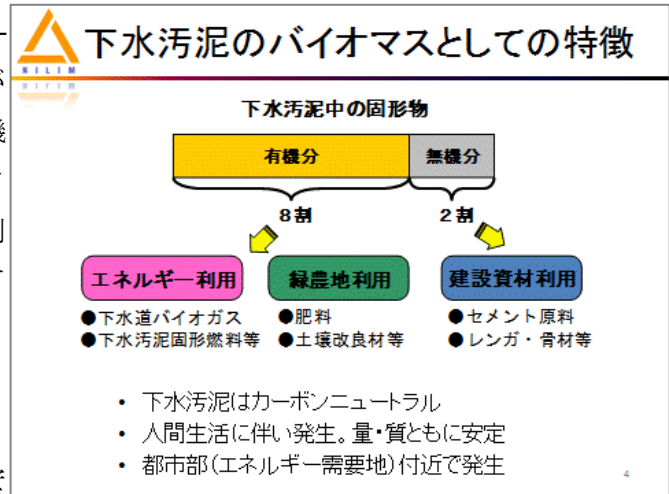 下水汚泥のバイオマスとしての特徴
NILIM
下水汚泥中の固形物
有機分 無機分
8割 2割
エネルギー利用 緑農地利用 建設資材利用
●下水道バイオガス ●肥料 ●セメント原料
●下水汚泥固形燃料等 ●土壌改良材等 ●レンガ・骨材等
• 下水汚泥はカーボンニュートラル
• 人間生活に伴い発生。量・質ともに安定
• 都市部(エネルギー需要地)付近で発生
4